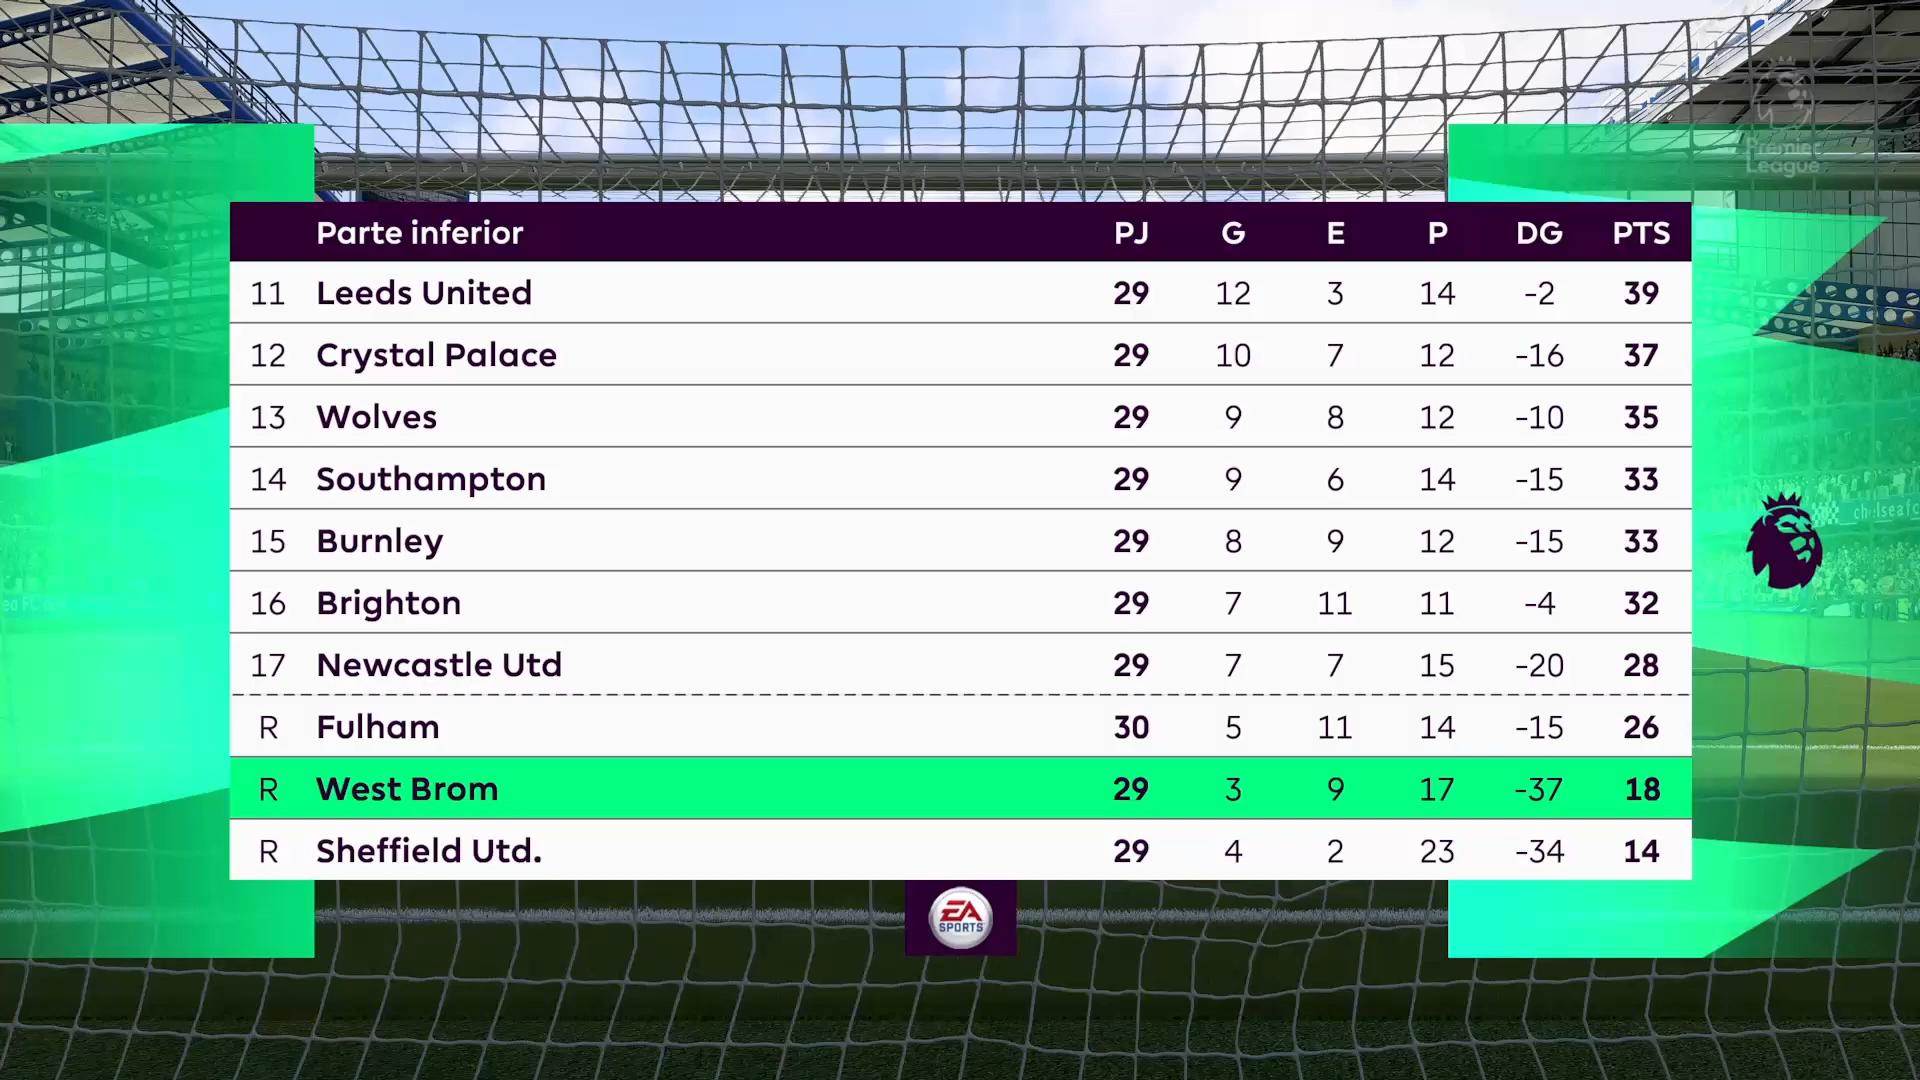 Premier
League
Parte inferior PJ G E P DG PTS
11 Leeds United 29 12 3 14 -2 39
12 Crystal Palace 29 10 7 12 -16 37
13 Wolves 29 9 8 12 -10 35
14 Southampton 29 9 6 14 -15 33
15 Burnley 29 8 9 12 -15 33
16 Brighton 29 7 11 11 -4 32
17 Newcastle Utd 29 7 7 15 -20 28
R Fulham 30 5 11 14 -15 26
R West Brom 29 3 9 17 -37 18
R Sheffield Utd. 29 4 2 23 -34 14
chelseafc
EA
SPORTS